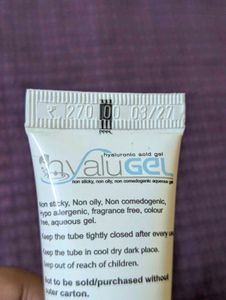 ₹ 270.00 03/22
hyaluronic acid gel
hyaluGEL
non sticky, non oily, non comedogenic aqueous gel
Non sticky, Non oily, Non comedogenic,
Hypo allergenic, fragrance free, colour
free, aqueous gel.
Keep the tube tightly closed after every use
Keep the tube in cool dry dark place.
Keep out of reach of children.
Not to be sold/purchased without
outer carton.